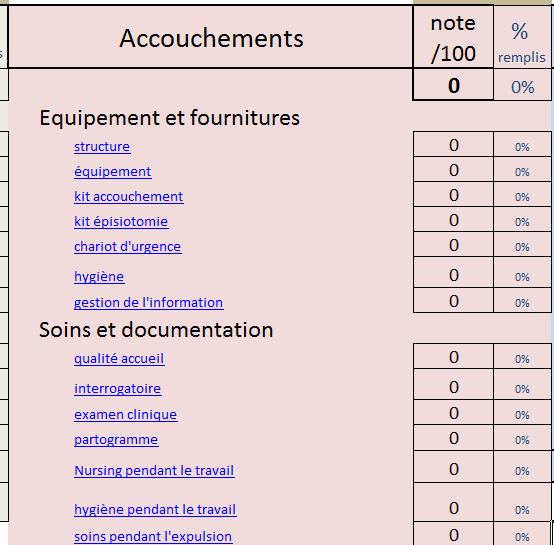 Accouchements note /100 % remplis
0 0%
Equipement et fournitures
structure 0 0%
équipement 0 0%
kit accouchement 0 0%
kit épisiotomie 0 0%
chariot d'urgence 0 0%
hygiène 0 0%
gestion de l'information 0 0%
Soins et documentation
qualité accueil 0 0%
interrogatoire 0 0%
examen clinique 0 0%
partogramme 0 0%
Nursing pendant le travail 0 0%
hygiène pendant le travail 0 0%
soins pendant l'expulsion 0 0%